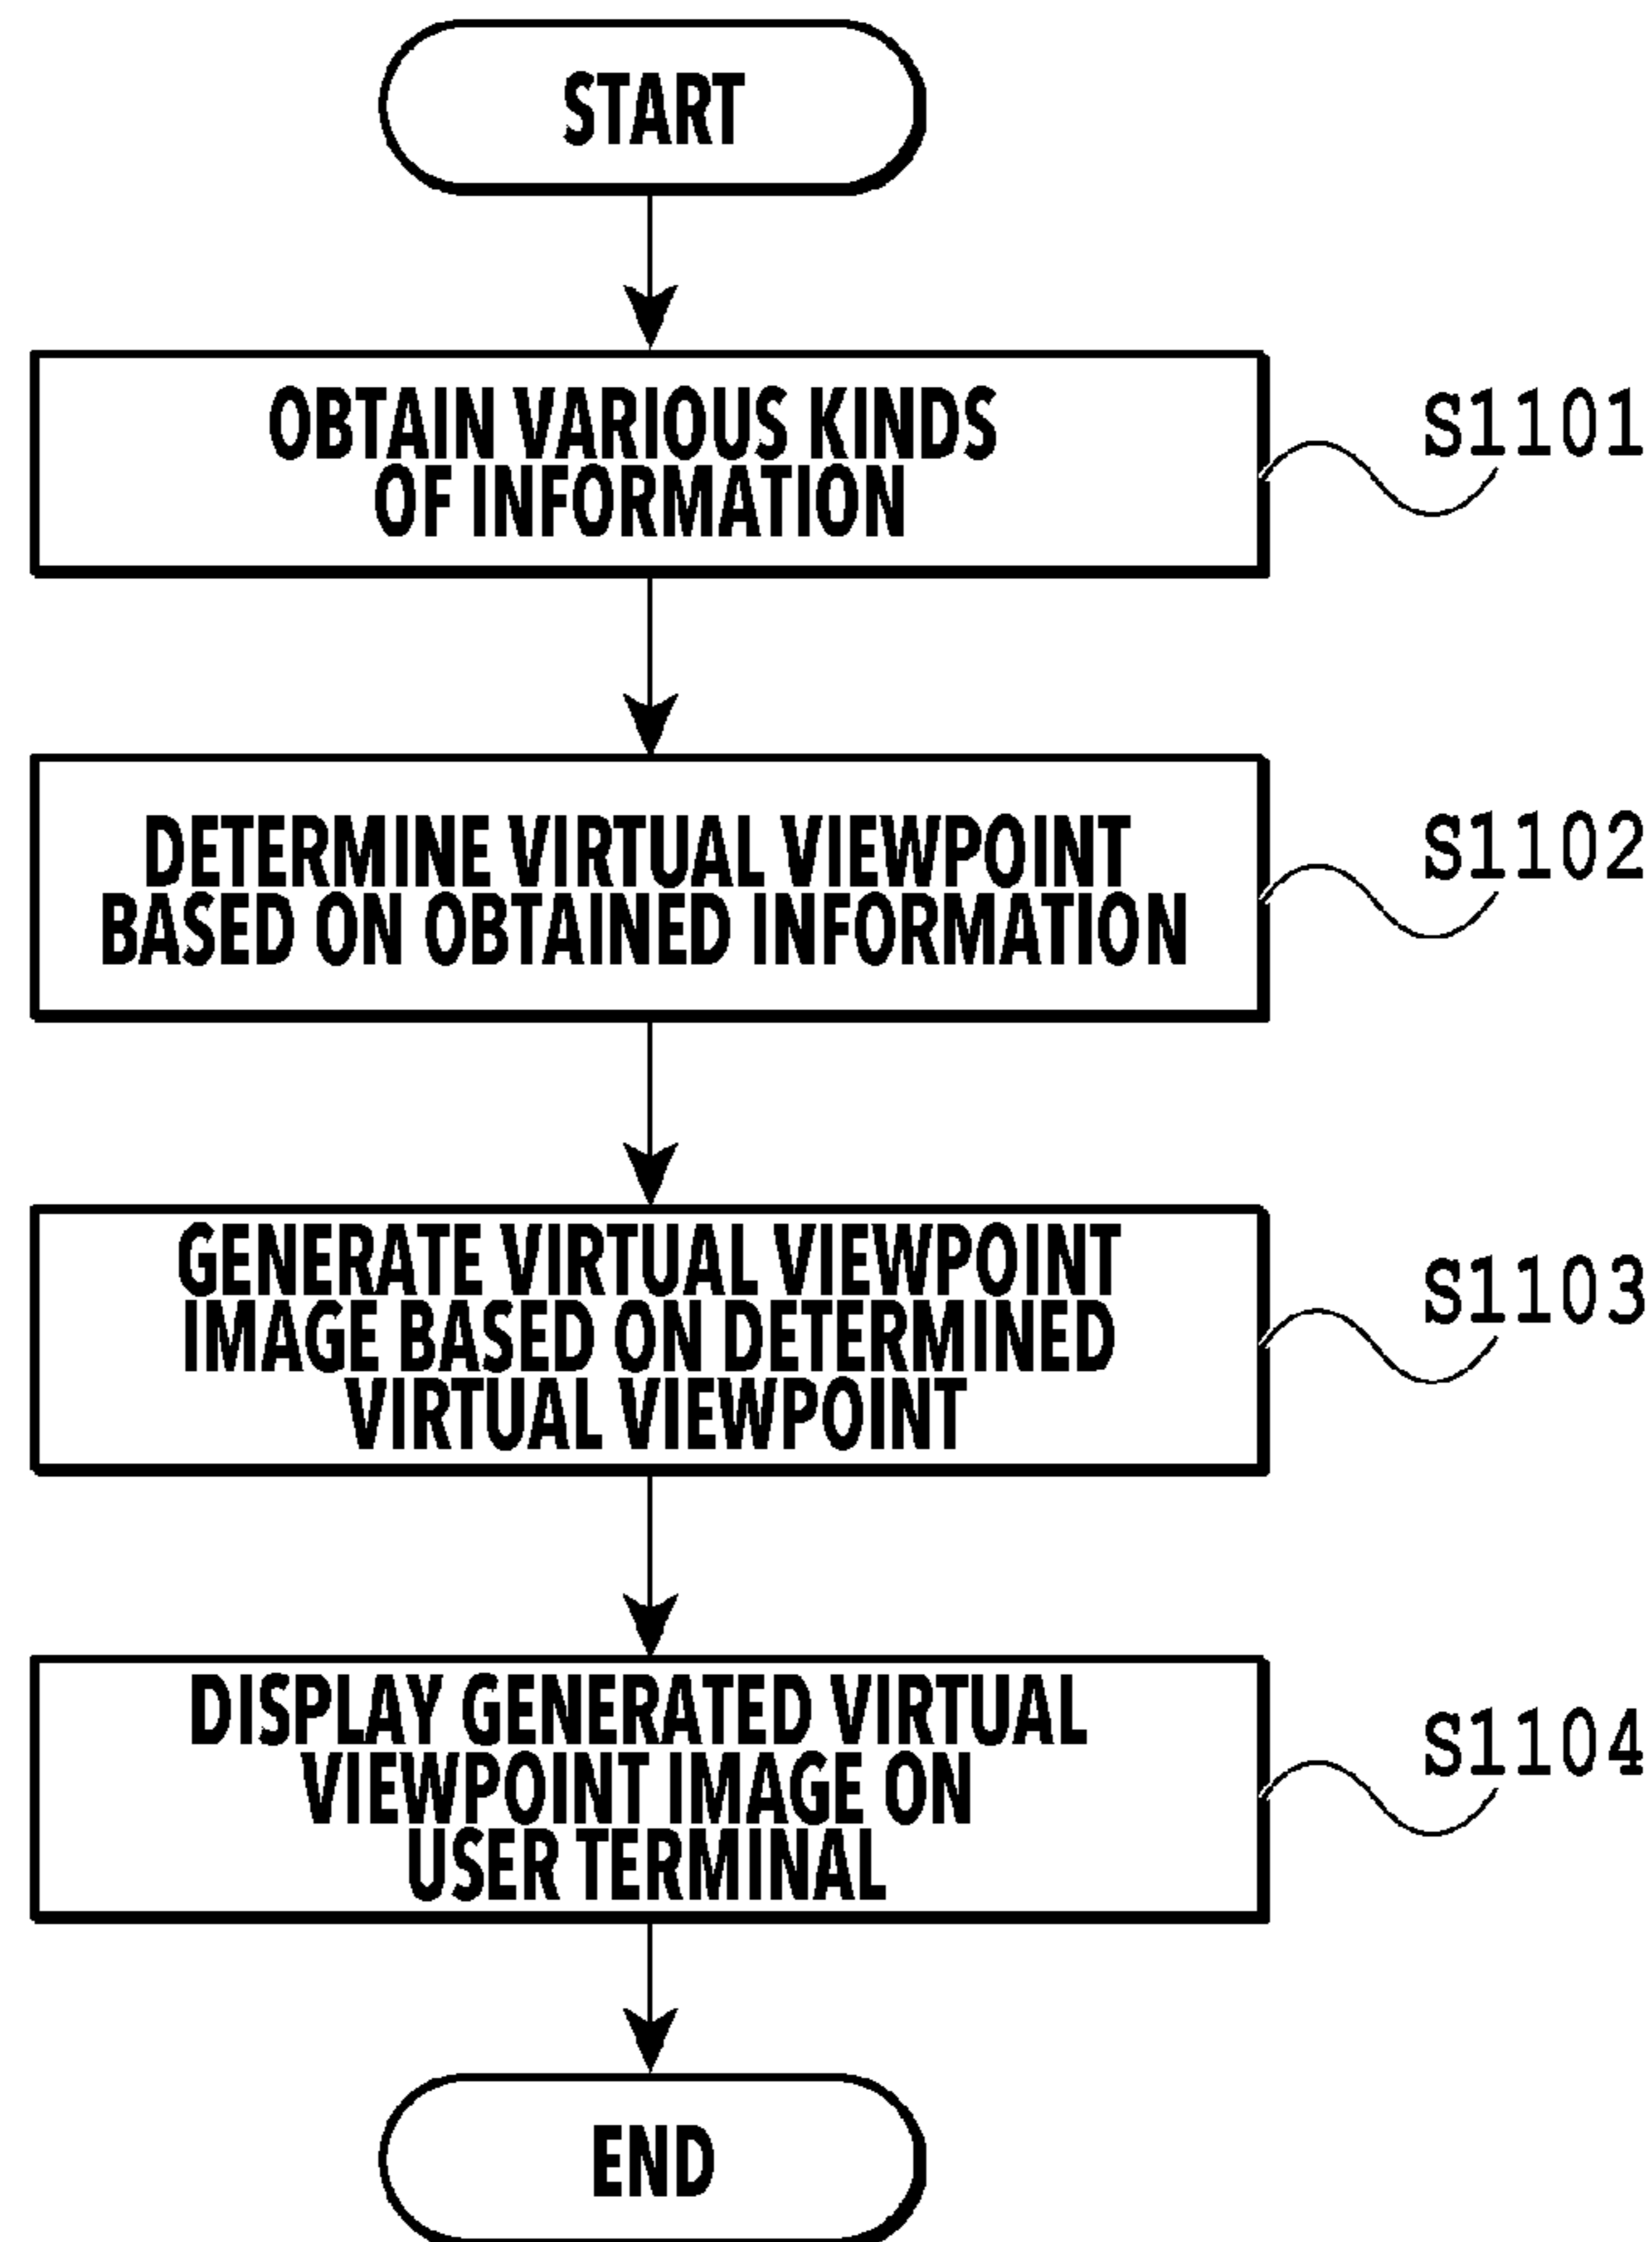 START
OBTAIN VARIOUS KINDS
OF INFORMATION
S1101
DETERMINE VIRTUAL VIEWPOINT
BASED ON OBTAINED INFORMATION
S1102
GENERATE VIRTUAL VIEWPOINT
IMAGE BASED ON DETERMINED
VIRTUAL VIEWPOINT
S1103
DISPLAY GENERATED VIRTUAL
VIEWPOINT IMAGE ON
USER TERMINAL
S1104
END